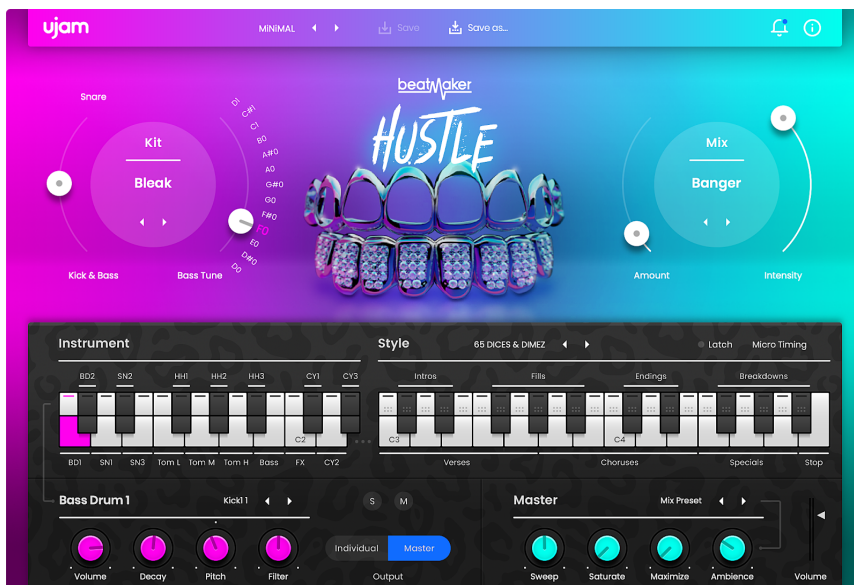 ujam
MiNiMAL
Save
Save as...
beatMaker
HUSTLE
Snare
Kit
Bleak
Kick & Bass
Bass Tune
D1
C#1
C1
B0
A#0
A0
G#0
G0
F#0
F0
E0
D#0
D0
Mix
Banger
Amount
Intensity
Instrument
Style
65 DICES & DIMEZ
Latch
Micro Timing
BD2 SN2 HH1 HH2 HH3 CY1 CY3
Intros Fills Endings Breakdowns
C2 C3 C4
BD1 SN1 SN3 Tom L Tom M Tom H Bass FX CY2
Verses Choruses Specials Stop
Bass Drum 1
Kick1 1
S M
Master
Mix Preset
Individual Master
Volume Decay Pitch Filter
Output
Sweep Saturate Maximize Ambience
Volume